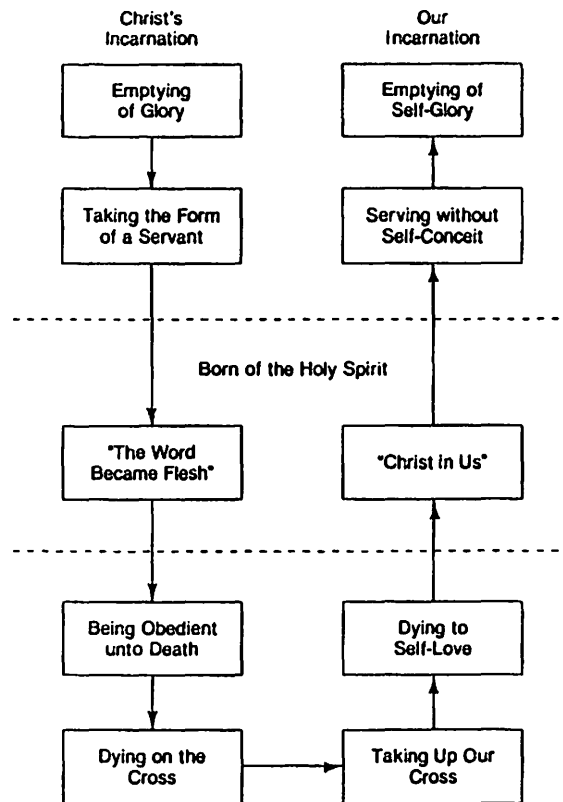 Christ's
Incarnation
Our
Incarnation
Emptying
of Glory
Emptying of
Self-Glory
Taking the Form
of a Servant
Serving without
Self-Conceit
Born of the Holy Spirit
"The Word
Became Flesh"
"Christ in Us"
Being Obedient
unto Death
Dying to
Self-Love
Dying on the
Cross
Taking Up Our
Cross